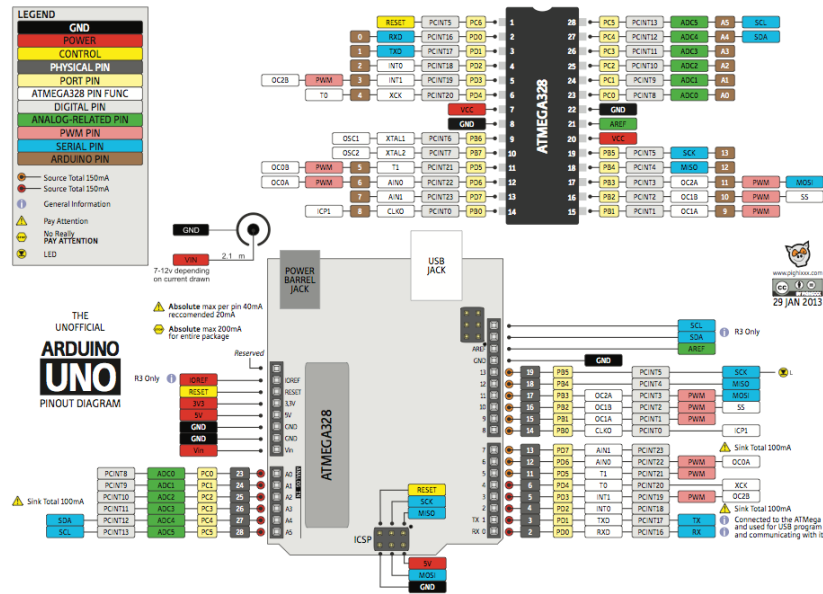 LEGEND
GND
POWER
CONTROL
PHYSICAL PIN
PORT PIN
ATMEGA328 PIN FUNC
DIGITAL PIN
ANALOG-RELATED PIN
PWM PIN
SERIAL PIN
ARDUINO PIN
Source Total 150mA
Source Total 150mA
General Information
Pay Attention
No Really
PAY ATTENTION
LED
RESET PCINT5 PC6 1
0 RXD PCINT16 PD0 2
1 TXD PCINT17 PD1 3
2 INT0 PCINT18 PD2 4
OC2B PWM 3 INT1 PCINT19 PD3 5
T0 4 XCK PCINT20 PD4 6
VCC 7
GND 8
OSC1 XTAL1 PCINT6 PB6 9
OSC2 XTAL2 PCINT7 PB7 10
OC0B PWM 5 T1 PCINT21 PD5 11
OC0A PWM 6 AIN0 PCINT22 PD6 12
7 AIN1 PCINT23 PD7 13
ICP1 8 CLKO PCINT0 PB0 14
ATMEGA328
28 PC5 PCINT13 ADC5 A5 SCL
27 PC4 PCINT12 ADC4 A4 SDA
26 PC3 PCINT11 ADC3 A3
25 PC2 PCINT10 ADC2 A2
24 PC1 PCINT9 ADC1 A1
23 PC0 PCINT8 ADC0 A0
22 GND
21 AREF
20 VCC
19 PB5 PCINT5 SCK 13
18 PB4 PCINT4 MISO 12
17 PB3 PCINT3 OC2A 11 PWM MOSI
16 PB2 PCINT2 OC1B 10 PWM SS
15 PB1 PCINT1 OC1A 9 PWM
GND
VIN
2.1 m
7-12v depending
on current drawn
POWER
BARREL
JACK
USB
JACK
www.pighixxx.com
cc
29 JAN 2013
Absolute max per pin 40mA
reccomended 20mA
Absolute max 200mA
for entire package
THE
UNOFFICIAL
ARDUINO
UNO
PINOUT DIAGRAM
Reserved
R3 Only
IOREF IOREF
RESET RESET
3V3 3,3V
5V 5V
GND GND
GND GND
Vin Vin
ATMEGA328
AREF
GND
SCL
SDA
AREF
R3 Only
GND
13 19 PB5 PCINT5 SCK L
12 18 PB4 PCINT4 MISO
11 17 PB3 OC2A PCINT3 PWM MOSI
10 16 PB2 OC1B PCINT2 PWM SS
9 15 PB1 OC1A PCINT1 PWM
8 14 PB0 CLKO PCINT0 ICP1
Sink Total 100mA
7 13 PD7 AIN1 PCINT23
6 12 PD6 AIN0 PCINT22 PWM OC0A
5 11 PD5 T1 PCINT21 PWM
4 6 PD4 T0 PCINT20 XCK
3 5 PD3 INT1 PCINT19 PWM OC2B
2 4 PD2 INT0 PCINT18
Sink Total 100mA
TX 1 3 PD1 TXD PCINT17 TX
RX 0 2 PD0 RXD PCINT16 RX
Connected to the ATMega
and used for USB program
and communicating with it
PCINT8 ADC0 PC0 23 A0
PCINT9 ADC1 PC1 24 A1
PCINT10 ADC2 PC2 25 A2
PCINT11 ADC3 PC3 26 A3
SDA PCINT12 ADC4 PC4 27 A4
SCL PCINT13 ADC5 PC5 28 A5
Sink Total 100mA
ANALOG IN
RESET
SCK
MISO
ICSP
5V
MOSI
GND